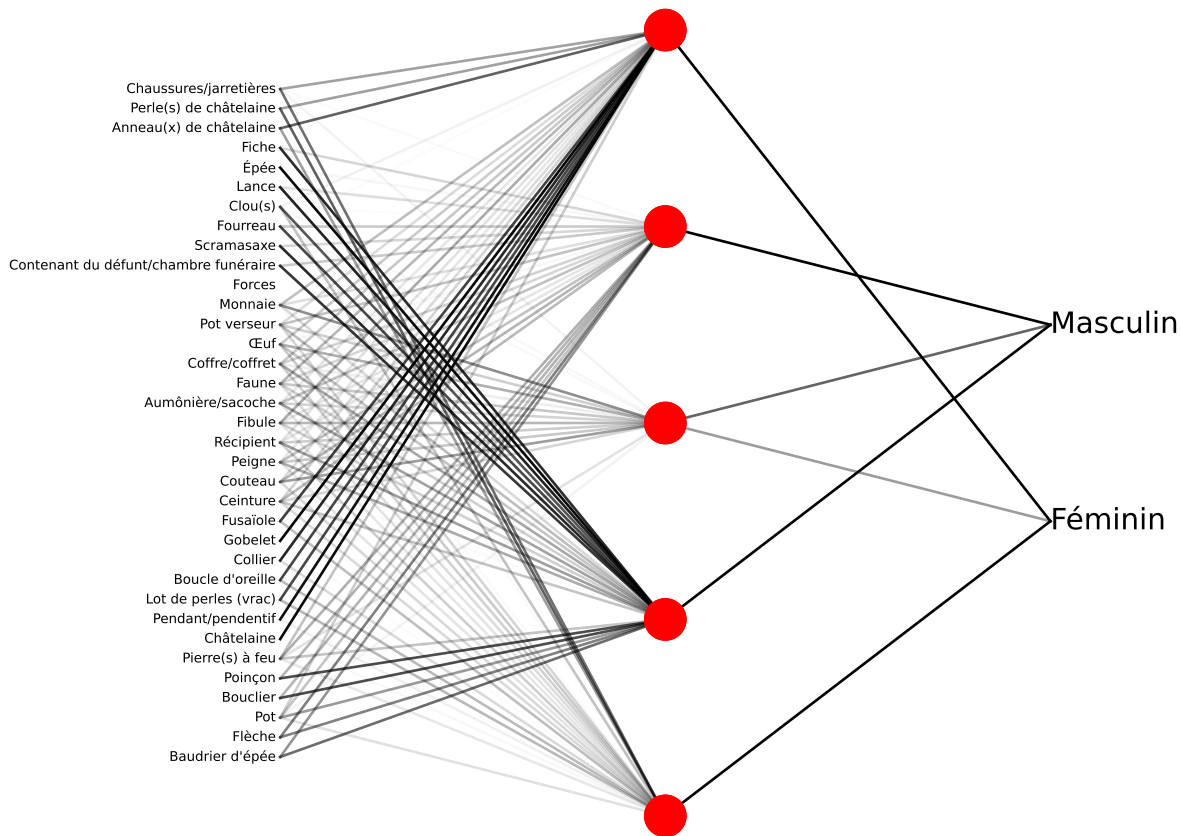 Chaussures/jarretières
Perle(s) de châtelaine
Anneau(x) de châtelaine
Fiche
Épée
Lance
Clou(s)
Fourreau
Scramasaxe
Contenant du défunt/chambre funéraire
Forces
Monnaie
Pot verseur
Œuf
Coffre/coffret
Faune
Aumônière/sacoche
Fibule
Récipient
Peigne
Couteau
Ceinture
Fusaïole
Gobelet
Collier
Boucle d'oreille
Lot de perles (vrac)
Pendant/pendentif
Châtelaine
Pierre(s) à feu
Poinçon
Bouclier
Pot
Flèche
Baudrier d'épée
Masculin
Féminin